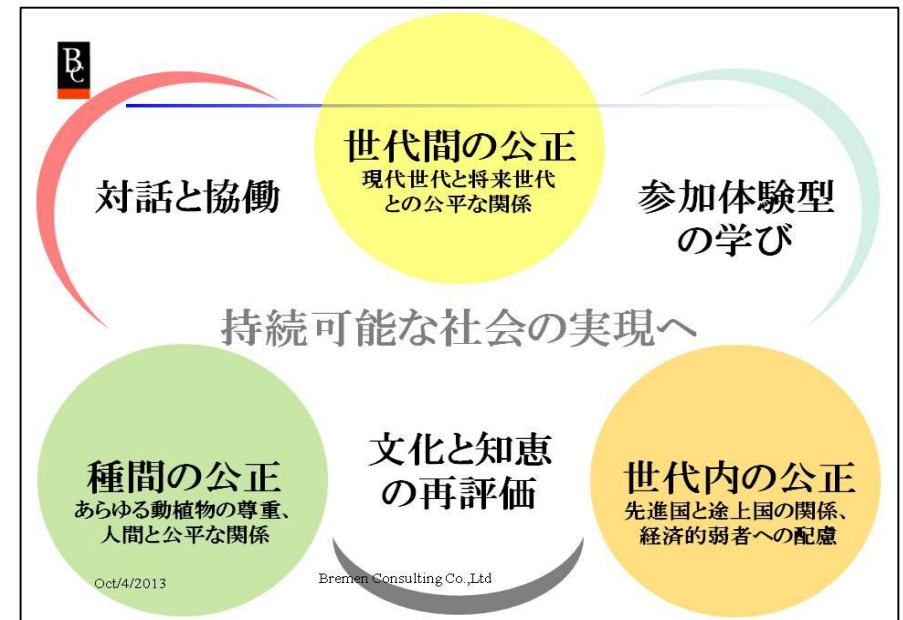 BC
世代間の公正
現代世代と将来世代
との公平な関係
対話と協働
参加体験型
の学び
持続可能な社会の実現へ
種間の公正
あらゆる動植物の尊重、
人間と公平な関係
文化と知恵
の再評価
世代内の公正
先進国と途上国の関係、
経済的弱者への配慮
Oct/4/2013
Bremen Consulting Co.,Ltd